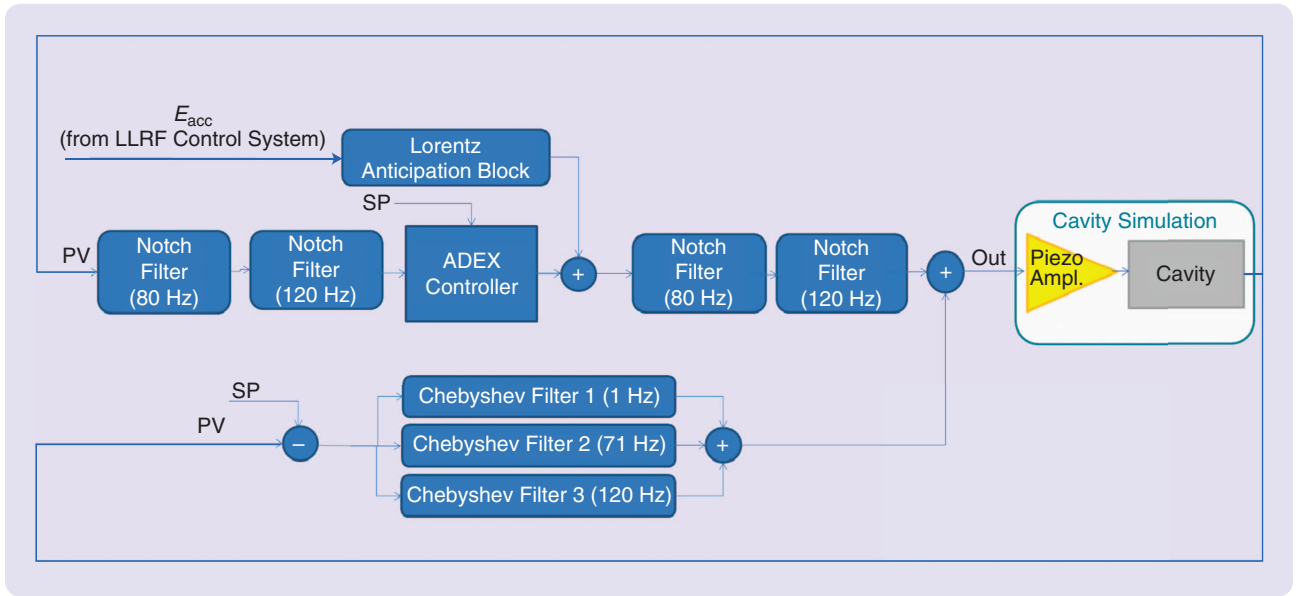 E_acc
(from LLRF Control System)
Lorentz
Anticipation Block
SP
PV
Notch
Filter
(80 Hz)
Notch
Filter
(120 Hz)
ADEX
Controller
+
Notch
Filter
(80 Hz)
Notch
Filter
(120 Hz)
+
Out
Cavity Simulation
Piezo
Ampl.
Cavity
SP
PV
–
Chebyshev Filter 1 (1 Hz)
Chebyshev Filter 2 (71 Hz)
Chebyshev Filter 3 (120 Hz)
+